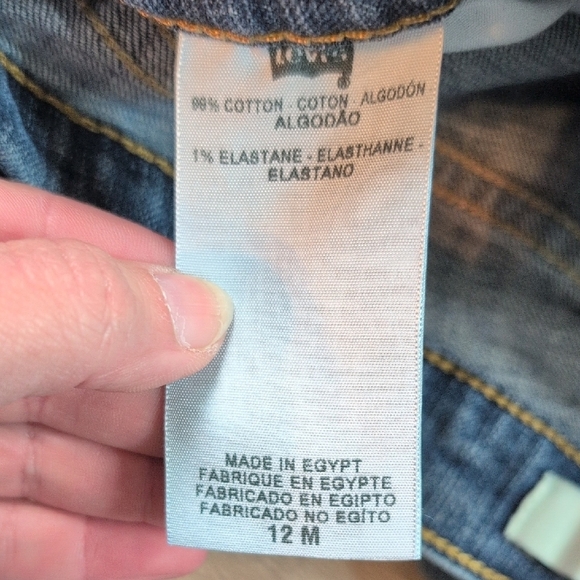 Levi's
®
99% COTTON - COTON - ALGODÓN
ALGODÃO
1% ELASTANE - ELASTHANNE -
ELASTANO
MADE IN EGYPT
FABRIQUE EN EGYPTE
FABRICADO EN EGIPTO
FABRICADO NO EGÍTO
12 M